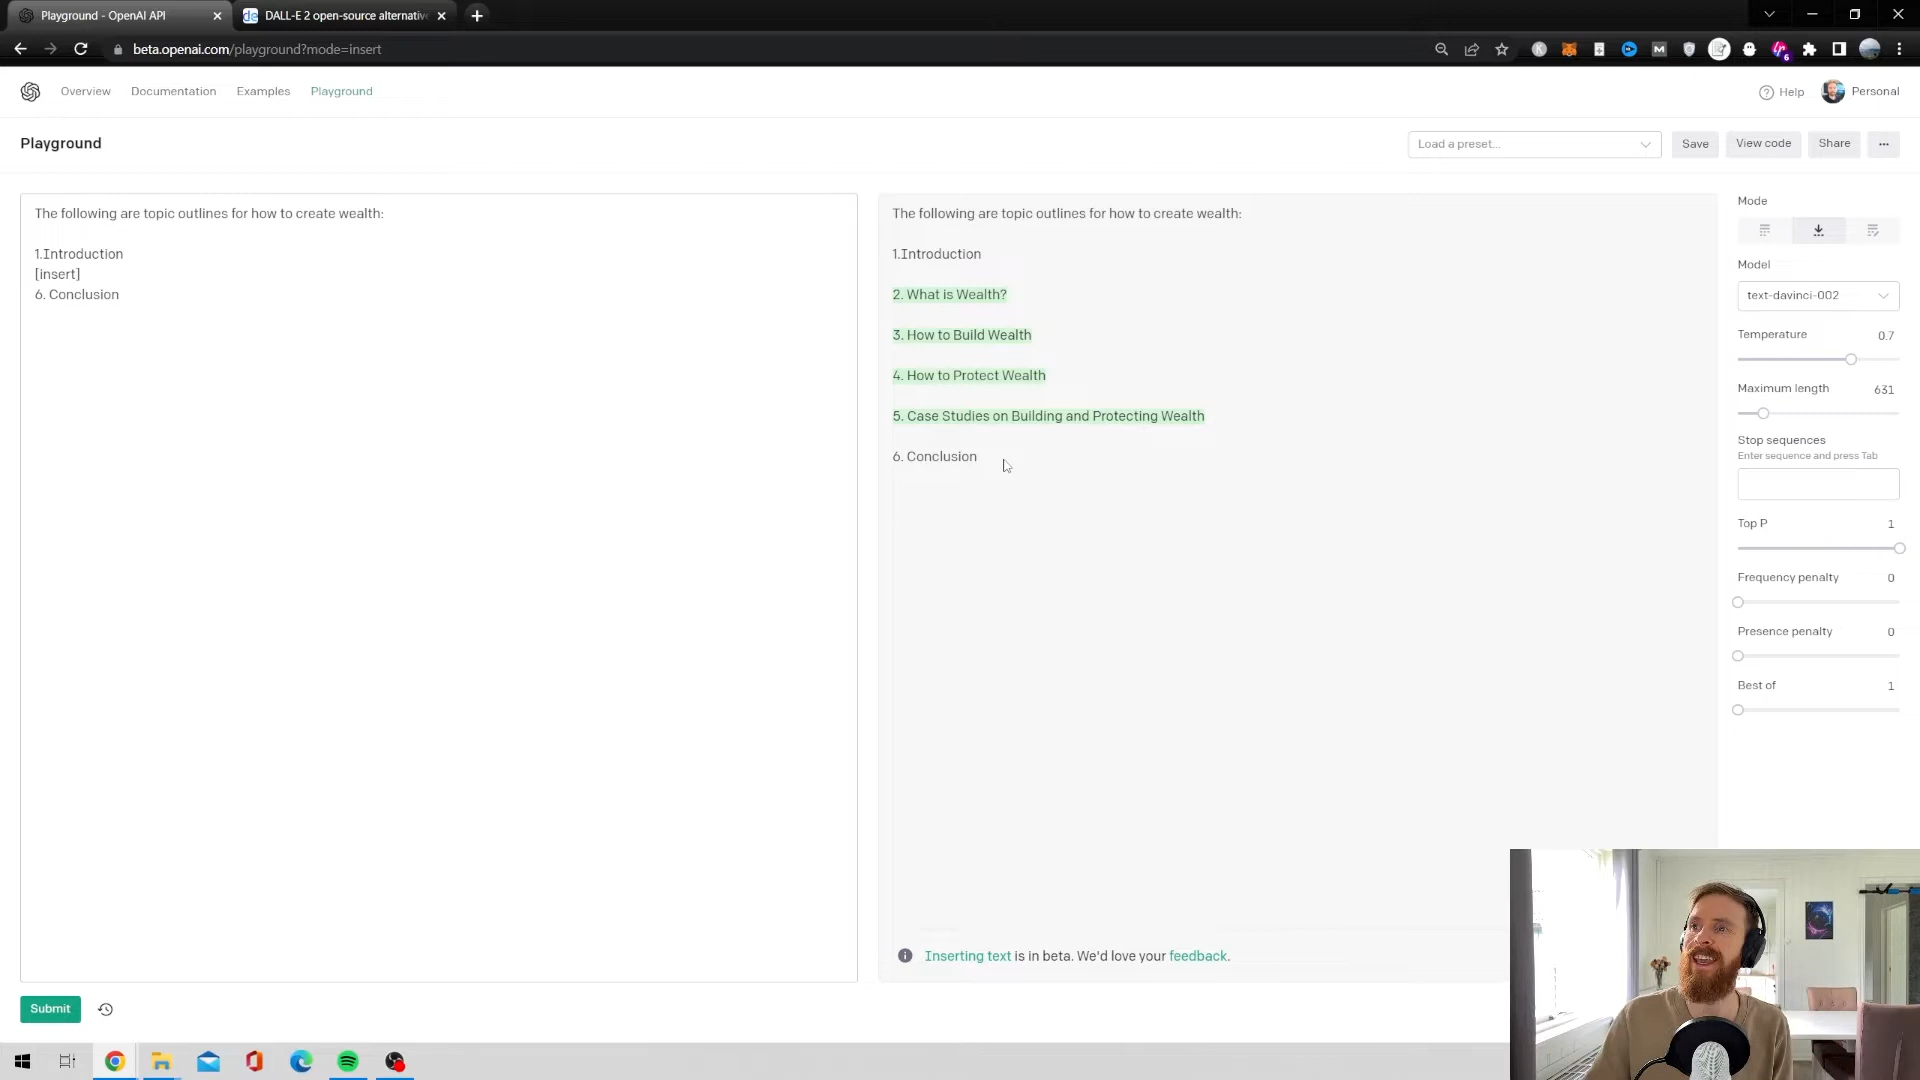 Playground - OpenAI API
DALL-E 2 open-source alternative
beta.openai.com/playground?mode=insert
6
Overview
Documentation
Examples
Playground
Help
Personal
Playground
Load a preset...
Save
View code
Share
The following are topic outlines for how to create wealth:
1.Introduction
[insert]
6. Conclusion
The following are topic outlines for how to create wealth:
1.Introduction
2. What is Wealth?
3. How to Build Wealth
4. How to Protect Wealth
5. Case Studies on Building and Protecting Wealth
6. Conclusion
Inserting text is in beta. We'd love your feedback.
Mode
Model
text-davinci-002
Temperature 0.7
Maximum length 631
Stop sequences
Enter sequence and press Tab
Top P 1
Frequency penalty 0
Presence penalty 0
Best of 1
Submit